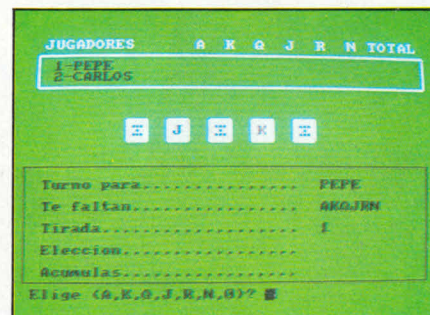 JUGADORES A K Q J R N TOTAL
1-PEPE
2-CARLOS
J K
Turno para................ PEPE
Te faltan................. AKQJRN
Tirada.................... 1
Eleccion..................
Acumulas..................
Elige (A,K,Q,J,R,N,0)?